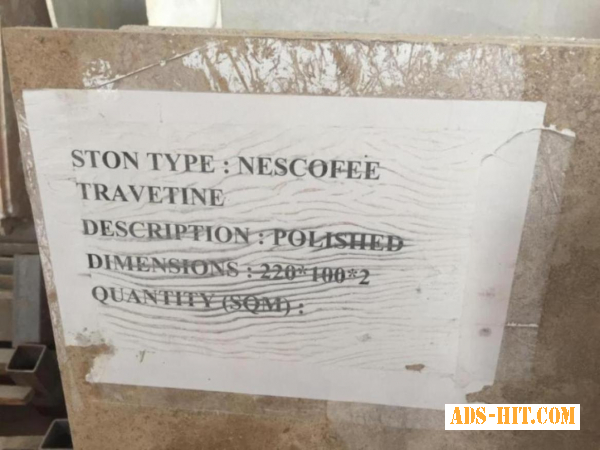 STON TYPE : NESCOFEE
TRAVETINE
DESCRIPTION : POLISHED
DIMENSIONS : 220*100*2
QUANTITY (SQM) :
ADS-HIT.COM